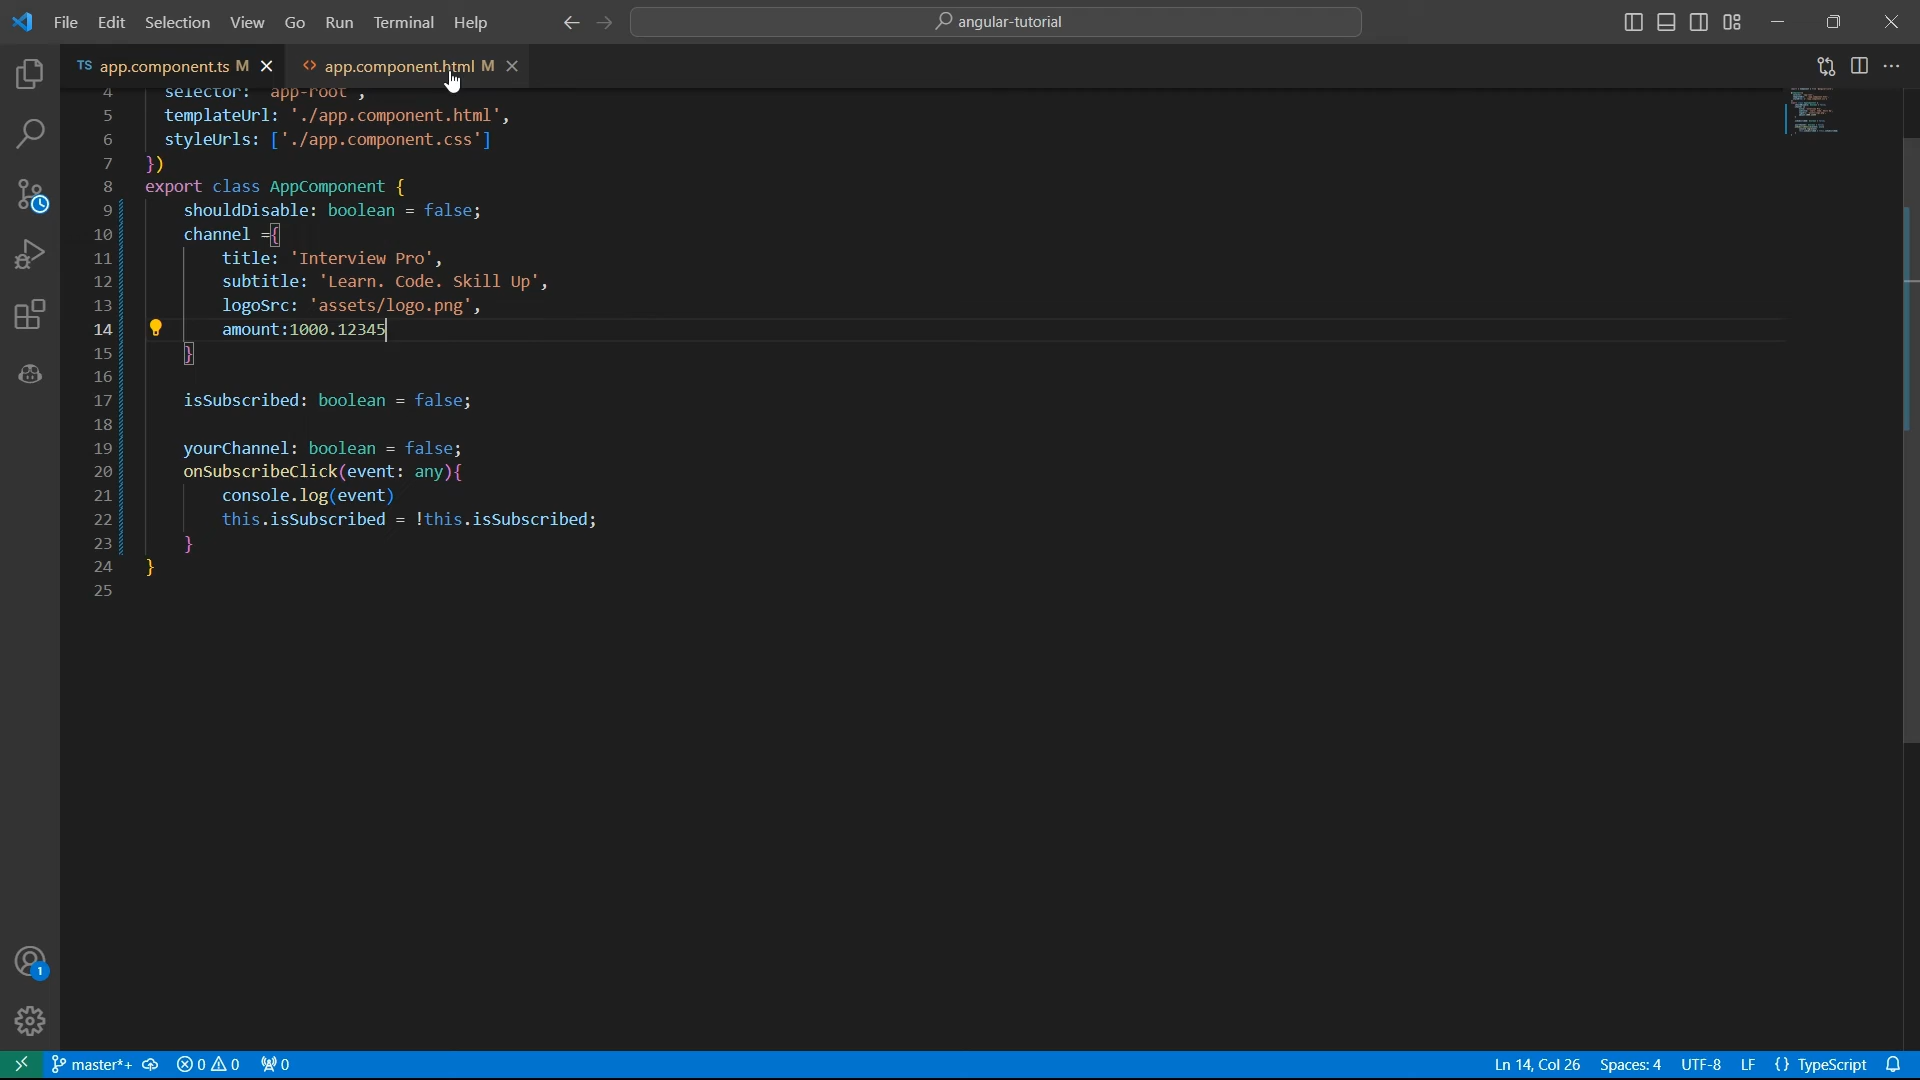 File Edit Selection View Go Run Terminal Help
angular-tutorial
TS app.component.ts M
<> app.component.html M
4 selector: 'app-root',
5 templateUrl: './app.component.html',
6 styleUrls: ['./app.component.css']
7 })
8 export class AppComponent {
9 shouldDisable: boolean = false;
10 channel ={
11 title: 'Interview Pro',
12 subtitle: 'Learn. Code. Skill Up',
13 logoSrc: 'assets/logo.png',
14 amount:1000.12345
15 }
16
17 isSubscribed: boolean = false;
18
19 yourChannel: boolean = false;
20 onSubscribeClick(event: any){
21 console.log(event)
22 this.isSubscribed = !this.isSubscribed;
23 }
24 }
25
1
master*+ 0 0 0 Ln 14, Col 26 Spaces: 4 UTF-8 LF {} TypeScript